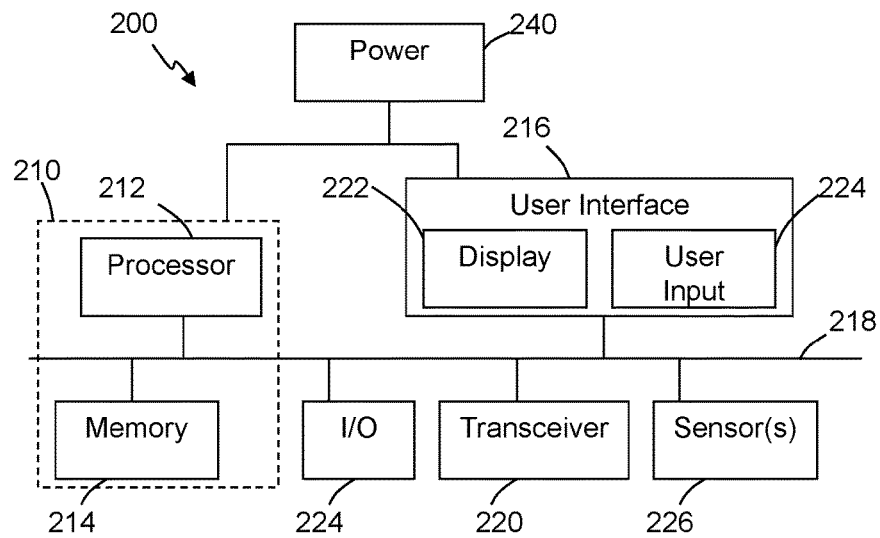 200
Power
240
210
212
222
216
224
User Interface
Processor
Display
User
Input
218
Memory
I/O
Transceiver
Sensor(s)
214
224
220
226